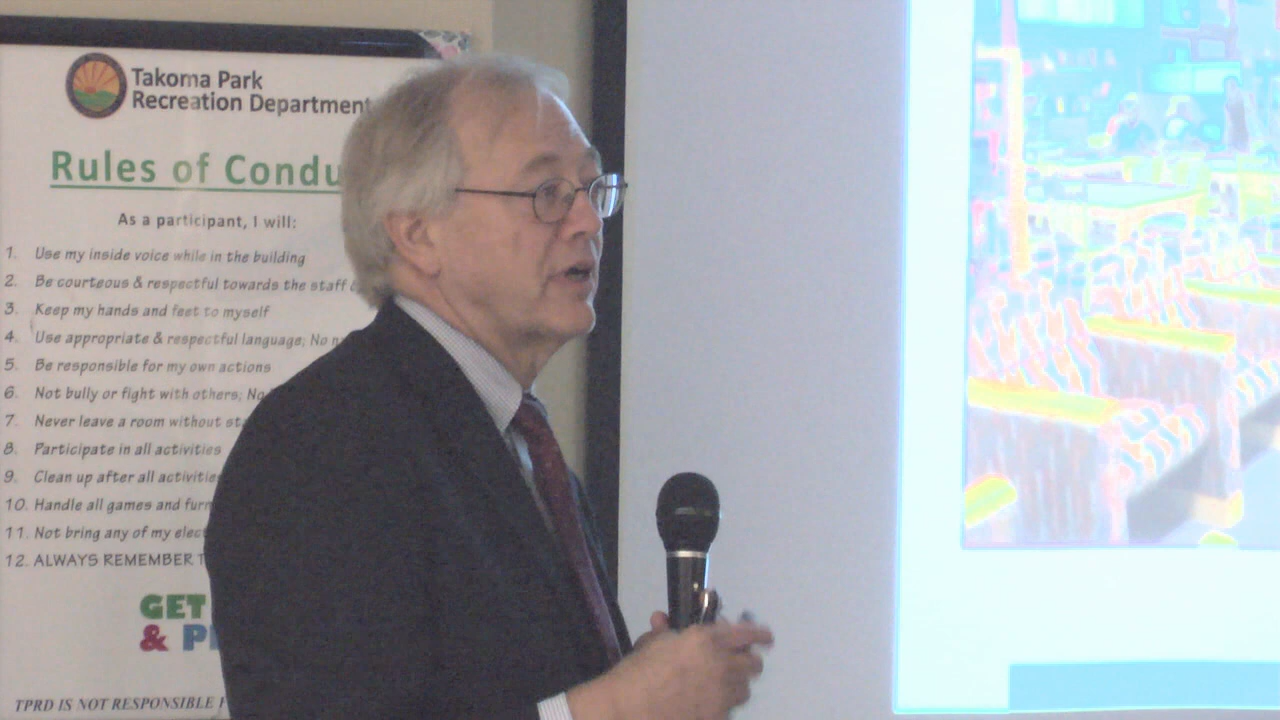 Takoma Park
Recreation Department
Rules of Condu
As a participant, I will:
1. Use my inside voice while in the building
2. Be courteous & respectful towards the staff
3. Keep my hands and feet to myself
4. Use appropriate & respectful language; No
5. Be responsible for my own actions
6. Not bully or fight with others; No
7. Never leave a room without
8. Participate in all activities
9. Clean up after all activitie
10. Handle all games and furn
11. Not bring any of my elect
12. ALWAYS REMEMBER T
GET
& P
TPRD IS NOT RESPONSIBLE